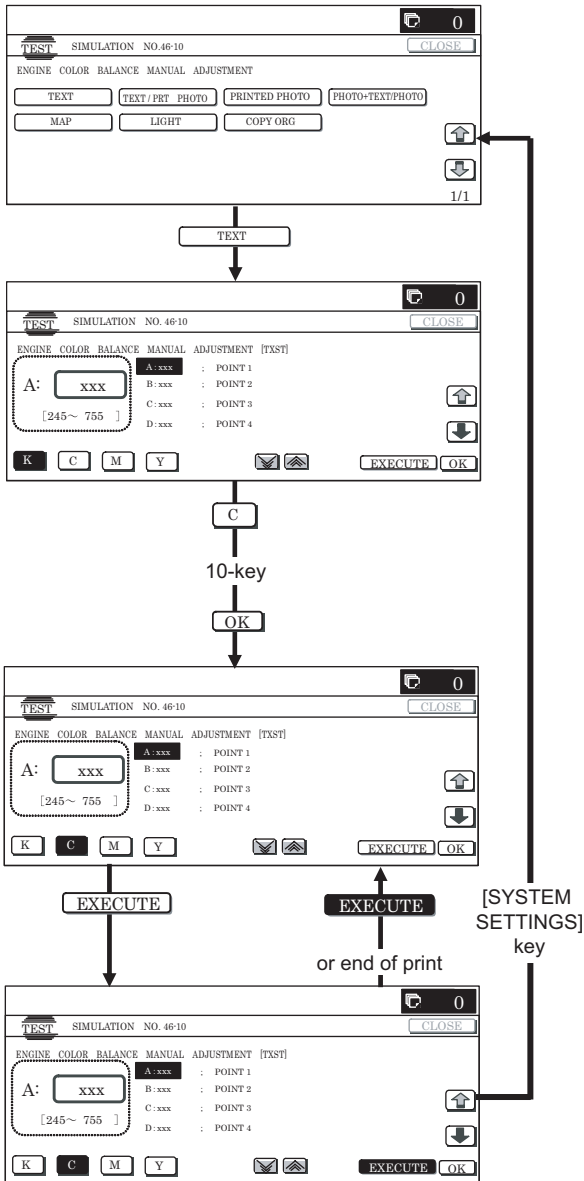 0
TEST SIMULATION NO.46-10 CLOSE
ENGINE COLOR BALANCE MANUAL ADJUSTMENT
TEXT TEXT / PRT PHOTO PRINTED PHOTO PHOTO+TEXT/PHOTO
MAP LIGHT COPY ORG
1/1
TEXT
0
TEST SIMULATION NO. 46-10 CLOSE
ENGINE COLOR BALANCE MANUAL ADJUSTMENT [TXST]
A : xxx ; POINT 1
A: xxx B : xxx ; POINT 2
C : xxx ; POINT 3
[245~ 755 ] D : xxx ; POINT 4
K C M Y EXECUTE OK
C
10-key
OK
0
TEST SIMULATION NO. 46-10 CLOSE
ENGINE COLOR BALANCE MANUAL ADJUSTMENT [TXST]
A : xxx ; POINT 1
A: xxx B : xxx ; POINT 2
C : xxx ; POINT 3
[245~ 755 ] D : xxx ; POINT 4
K C M Y EXECUTE OK
EXECUTE EXECUTE
or end of print
[SYSTEM
SETTINGS]
key
0
TEST SIMULATION NO. 46-10 CLOSE
ENGINE COLOR BALANCE MANUAL ADJUSTMENT [TXST]
A : xxx ; POINT 1
A: xxx B : xxx ; POINT 2
C : xxx ; POINT 3
[245~ 755 ] D : xxx ; POINT 4
K C M Y EXECUTE OK